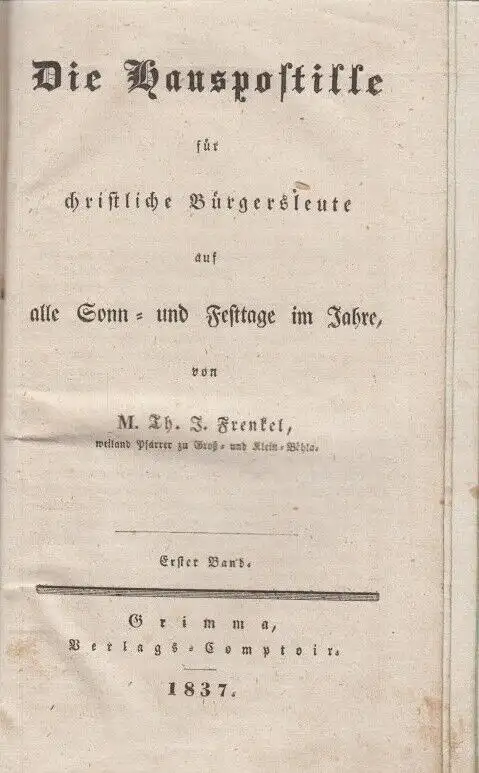 Die Hauspostille
für
christliche Bürgersleute
auf
alle Sonn- und Festtage im Jahre,
von
M. Th. J. Frenkel,
weiland Pfarrer zu Groß- und Klein-Böhla.
Erster Band.
Grimma,
Verlags-Comptoir.
1837.